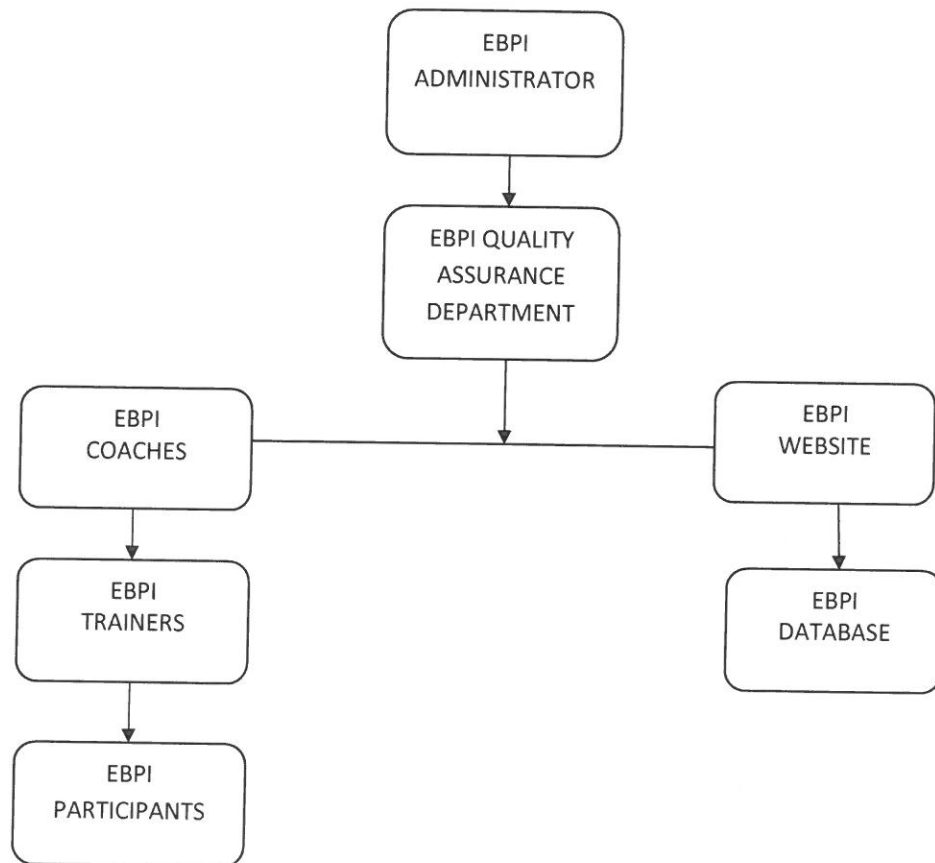 EBPI
ADMINISTRATOR
EBPI QUALITY
ASSURANCE
DEPARTMENT
EBPI
COACHES
EBPI
WEBSITE
EBPI
TRAINERS
EBPI
DATABASE
EBPI
PARTICIPANTS